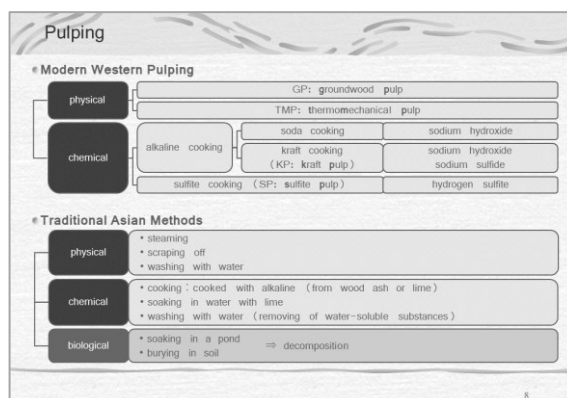 Pulping
Modern Western Pulping
physical
GP: groundwood pulp
TMP: thermomechanical pulp
chemical
alkaline cooking
soda cooking
sodium hydroxide
kraft cooking
(KP: kraft pulp)
sodium hydroxide
sodium sulfide
sulfite cooking (SP: sulfite pulp)
hydrogen sulfite
Traditional Asian Methods
physical
• steaming
• scraping off
• washing with water
chemical
• cooking : cooked with alkaline (from wood ash or lime)
• soaking in water with lime
• washing with water (removing of water-soluble substances)
biological
• soaking in a pond
• burying in soil
⇒ decomposition
8